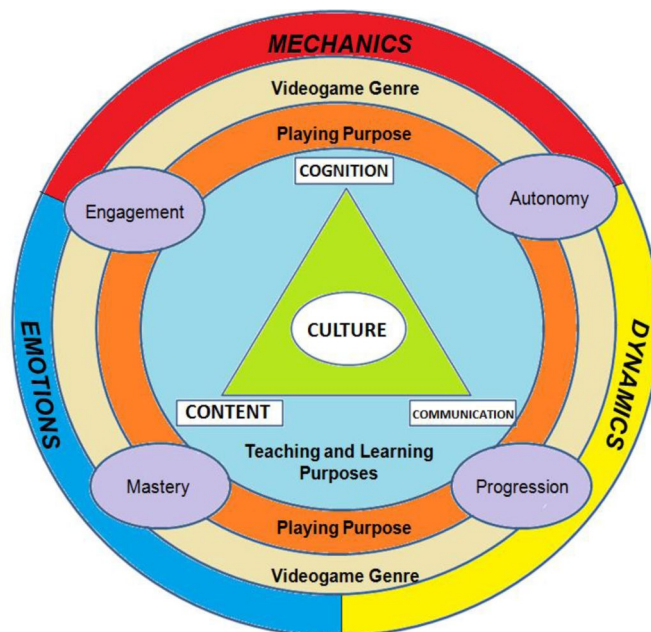 MECHANICS
Videogame Genre
Playing Purpose
COGNITION
Engagement
Autonomy
CULTURE
EMOTIONS
DYNAMICS
CONTENT
COMMUNICATION
Teaching and Learning
Purposes
Mastery
Progression
Playing Purpose
Videogame Genre